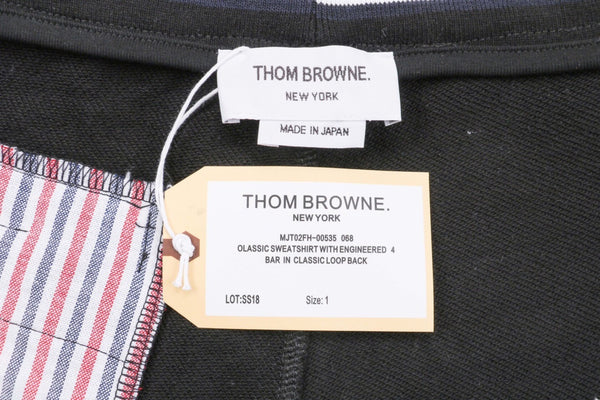 THOM BROWNE.
NEW YORK
MADE IN JAPAN
THOM BROWNE.
NEW YORK
MJT02FH-00535 068
OLASSIC SWEATSHIRT WITH ENGINEERED 4
BAR IN CLASSIC LOOP BACK
LOT:SS18 Size:1